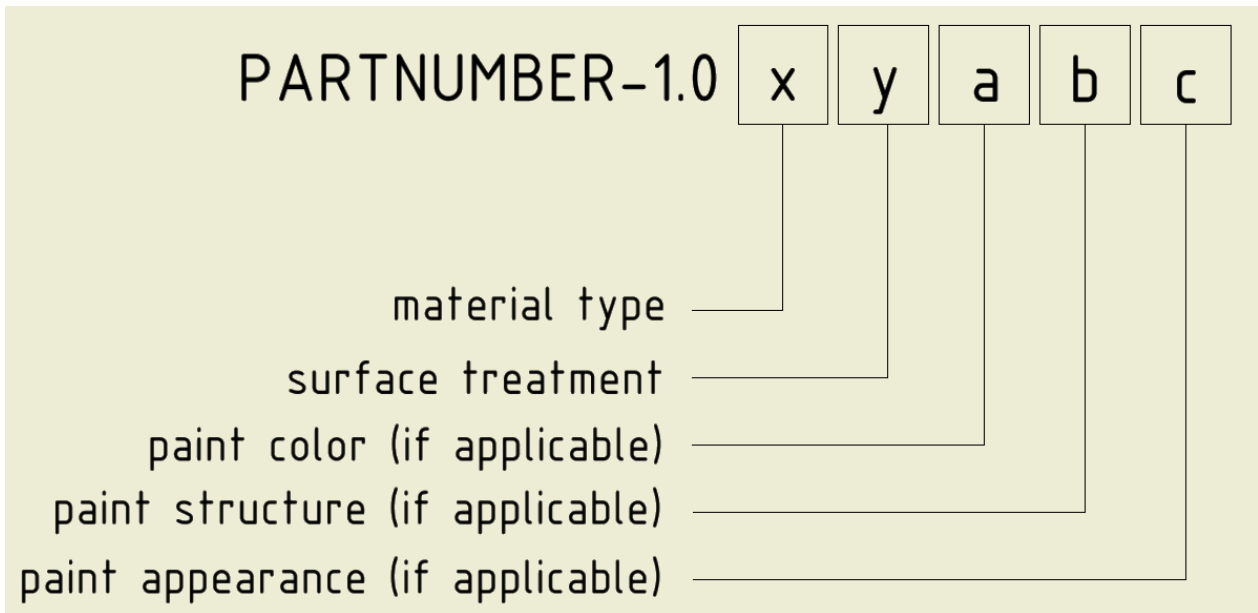 PARTNUMBER-1.0 x y a b c
material type
surface treatment
paint color (if applicable)
paint structure (if applicable)
paint appearance (if applicable)